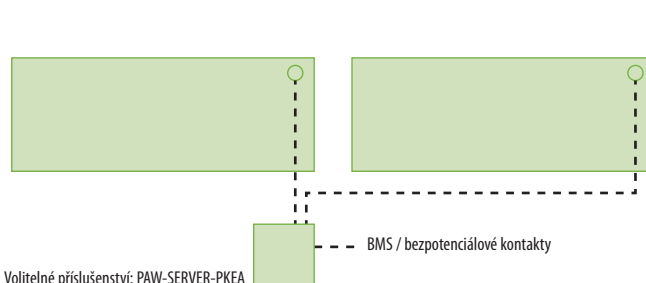 BMS / bezpotenciálové kontakty
Volitelné příslušenství: PAW-SERVER-PKEA